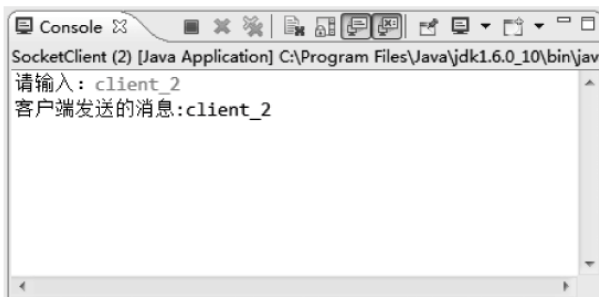 Console
SocketClient (2) [Java Application] C:\Program Files\Java\jdk1.6.0_10\bin\jav
请输入：client_2
客户端发送的消息:client_2